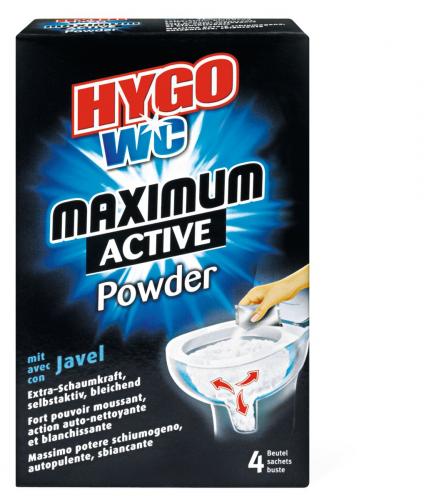 HYGO
WC
MAXIMUM
ACTIVE
Powder
mit
avec
con
Javel
Extra-Schaumkraft,
selbstaktiv, bleichend
Fort pouvoir moussant,
action auto-nettoyante
et blanchissante
Massimo potere schiumogeno,
autopulente, sbiancante
4
Beutel
sachets
buste